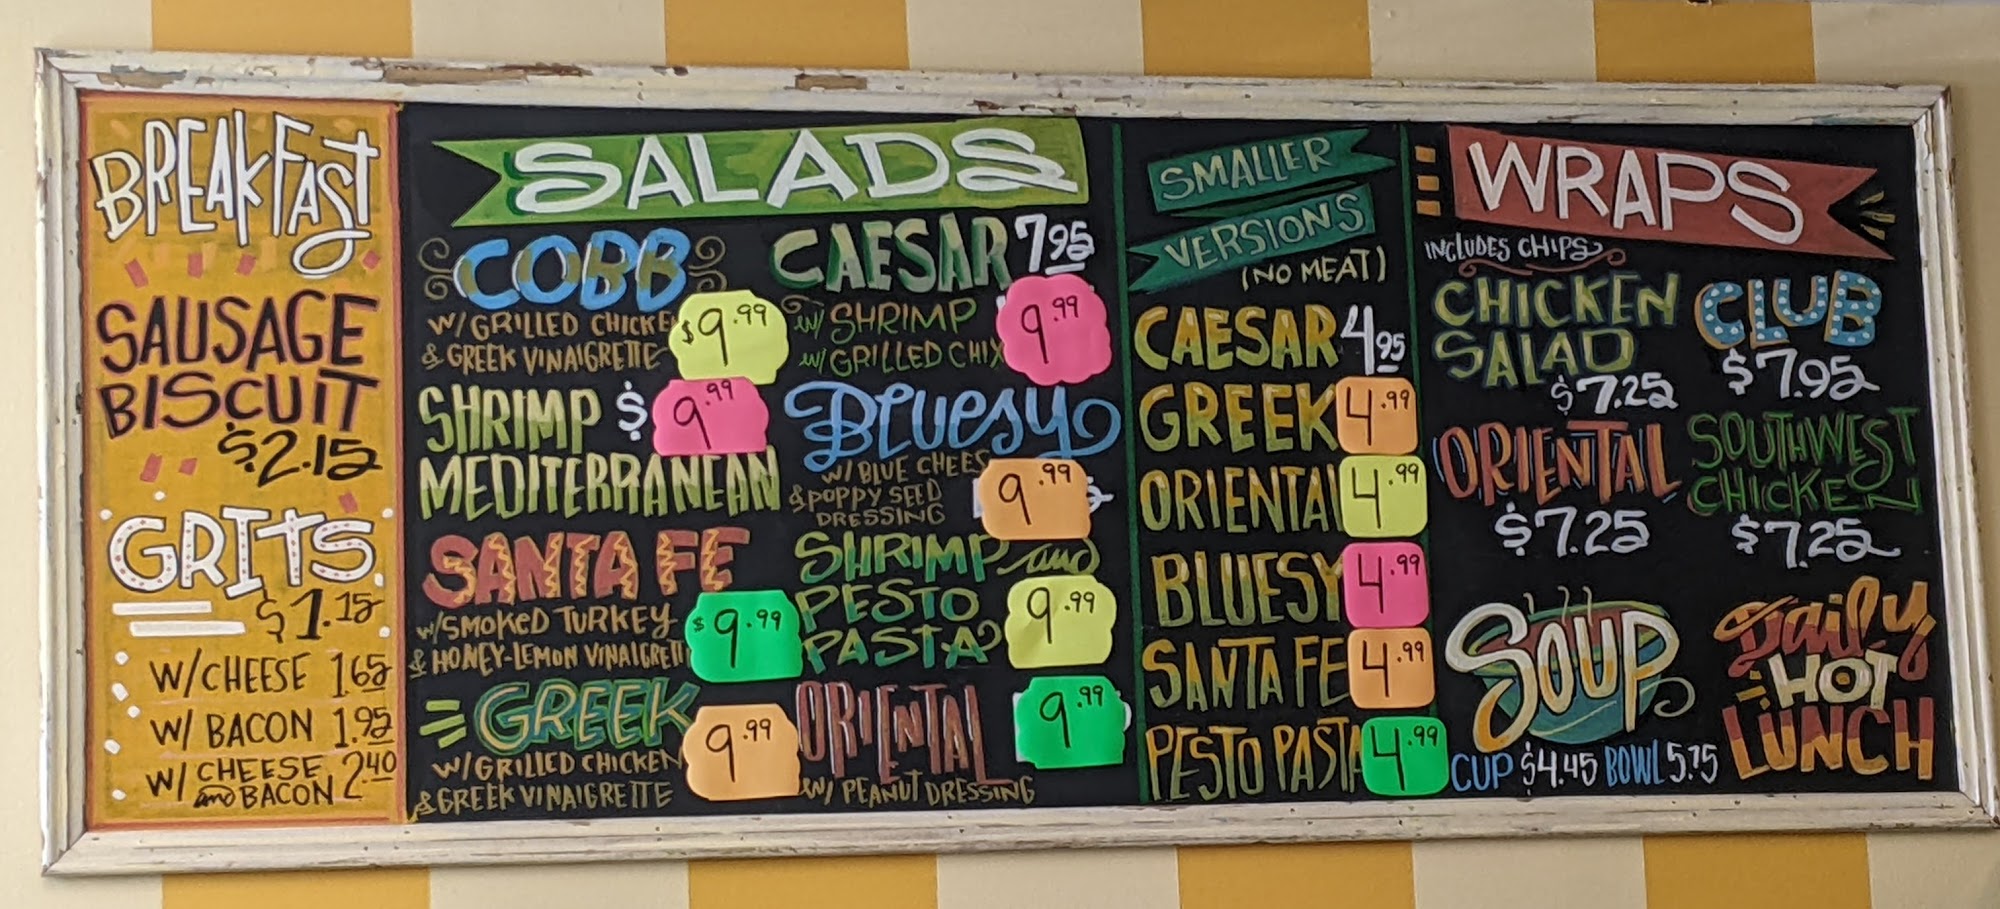 BREAKFAST
SAUSAGE
BISCUIT
$2.15
GRITS
$1.15
W/CHEESE 1.65
W/ BACON 1.95
W/ CHEESE and BACON 2.40
SALADS
COBB
W/ GRILLED CHICKE
& GREEK VINAIGRETTE
$9.99
SHRIMP $ 9.99
MEDITERRANEAN
SANTA FE
W/SMOKED TURKEY
& HONEY-LEMON VINAIGRETT
$9.99
GREEK
W/GRILLED CHICKEN
& GREEK VINAIGRETTE
9.99
CAESAR 7.95
W/ SHRIMP
W/ GRILLED CHIX
9.99
BLUESY
W/ BLUE CHEES
& POPPY SEED
DRESSING
9.99
SHRIMP and
PESTO
PASTA
9.99
ORIENTAL
W/ PEANUT DRESSING
9.99
SMALLER
VERSIONS
(NO MEAT)
CAESAR 4.95
GREEK 4.99
ORIENTAL 4.99
BLUESY 4.99
SANTA FE 4.99
PESTO PASTA 4.99
WRAPS
INCLUDES CHIPS
CHICKEN
SALAD
$7.25
CLUB
$7.95
ORIENTAL
$7.25
SOUTHWEST
CHICKEN
$7.25
SOUP
CUP $4.45 BOWL 5.75
Daily
HOT
LUNCH